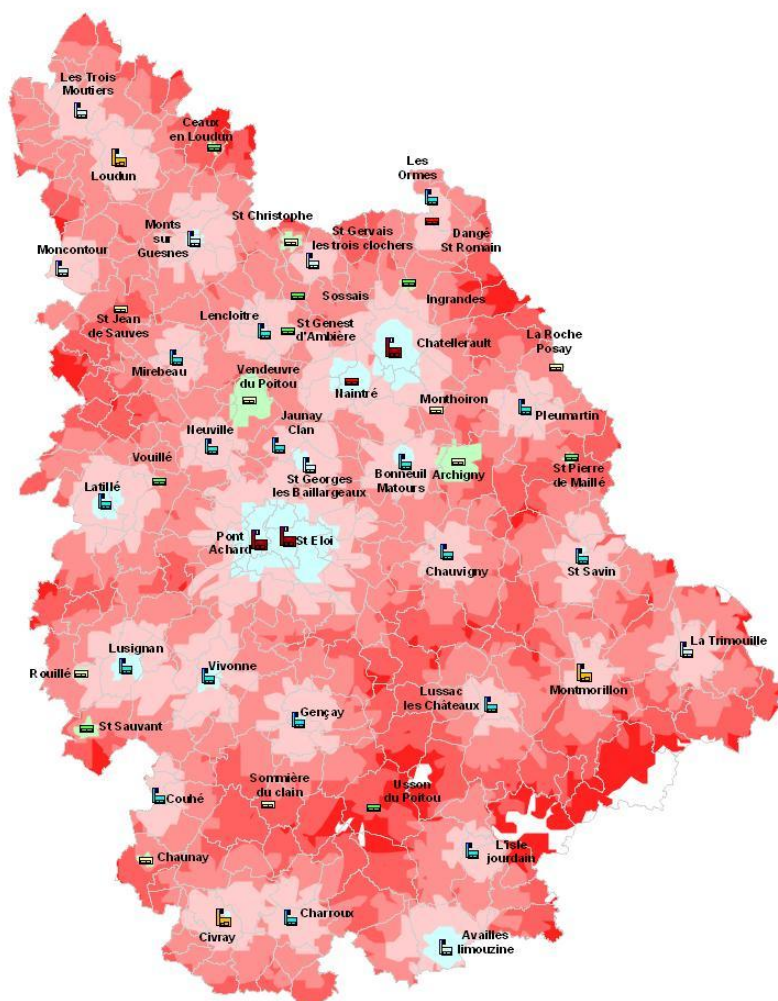 Les Trois
Moutiers
Ceaux
en Loudun
Loudun
Les
Ormes
St Christophe
St Gervais
les trois clochers
Monts
sur
Guesnes
Dangé
St Romain
Moncontour
Sossais
Ingrandes
St Jean
de Sauves
Lencloitre
St Genest
d'Ambière
Chatellerault
La Roche
Posay
Mirebeau
Vendeuvre
du Poitou
Naintré
Monthoiron
Pleumartin
Neuville
Jaunay
Clan
Vouillé
St Georges
les Baillargeaux
Bonneuil
Matours
Archigny
St Pierre
de Maillé
Latillé
Pont
Achard
St Eloi
Chauvigny
St Savin
La Trimouille
Lusignan
Rouillé
Vivonne
Montmorillon
Lussac
les Châteaux
Gençay
St Sauvant
Couhé
Sommière
du clain
Usson
du Poitou
L'isle
jourdain
Chaunay
Civray
Charroux
Availles
limouzine